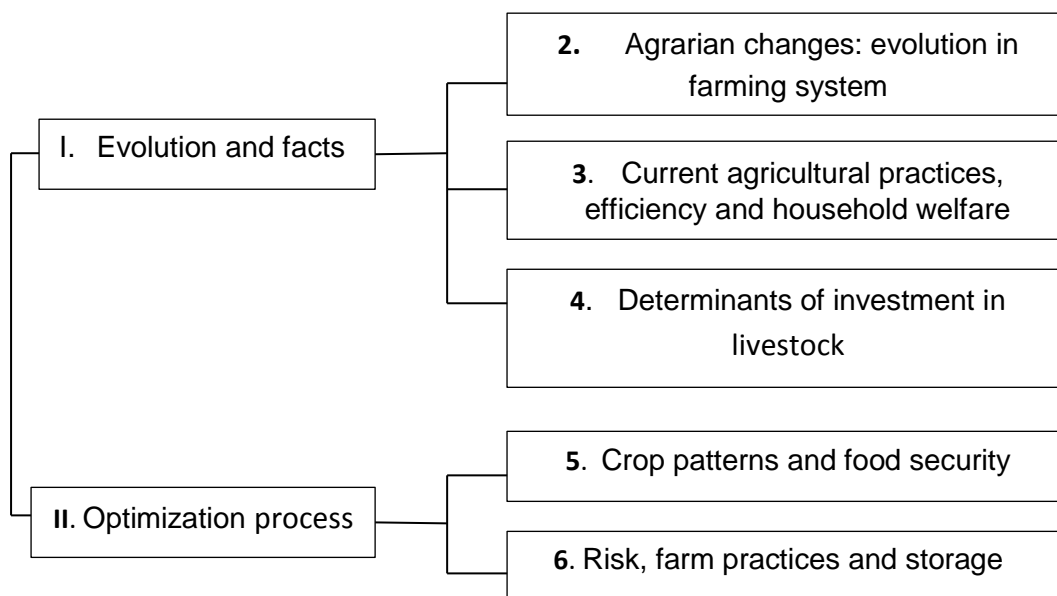 I. Evolution and facts
2. Agrarian changes: evolution in
farming system
3. Current agricultural practices,
efficiency and household welfare
4. Determinants of investment in
livestock
II. Optimization process
5. Crop patterns and food security
6. Risk, farm practices and storage